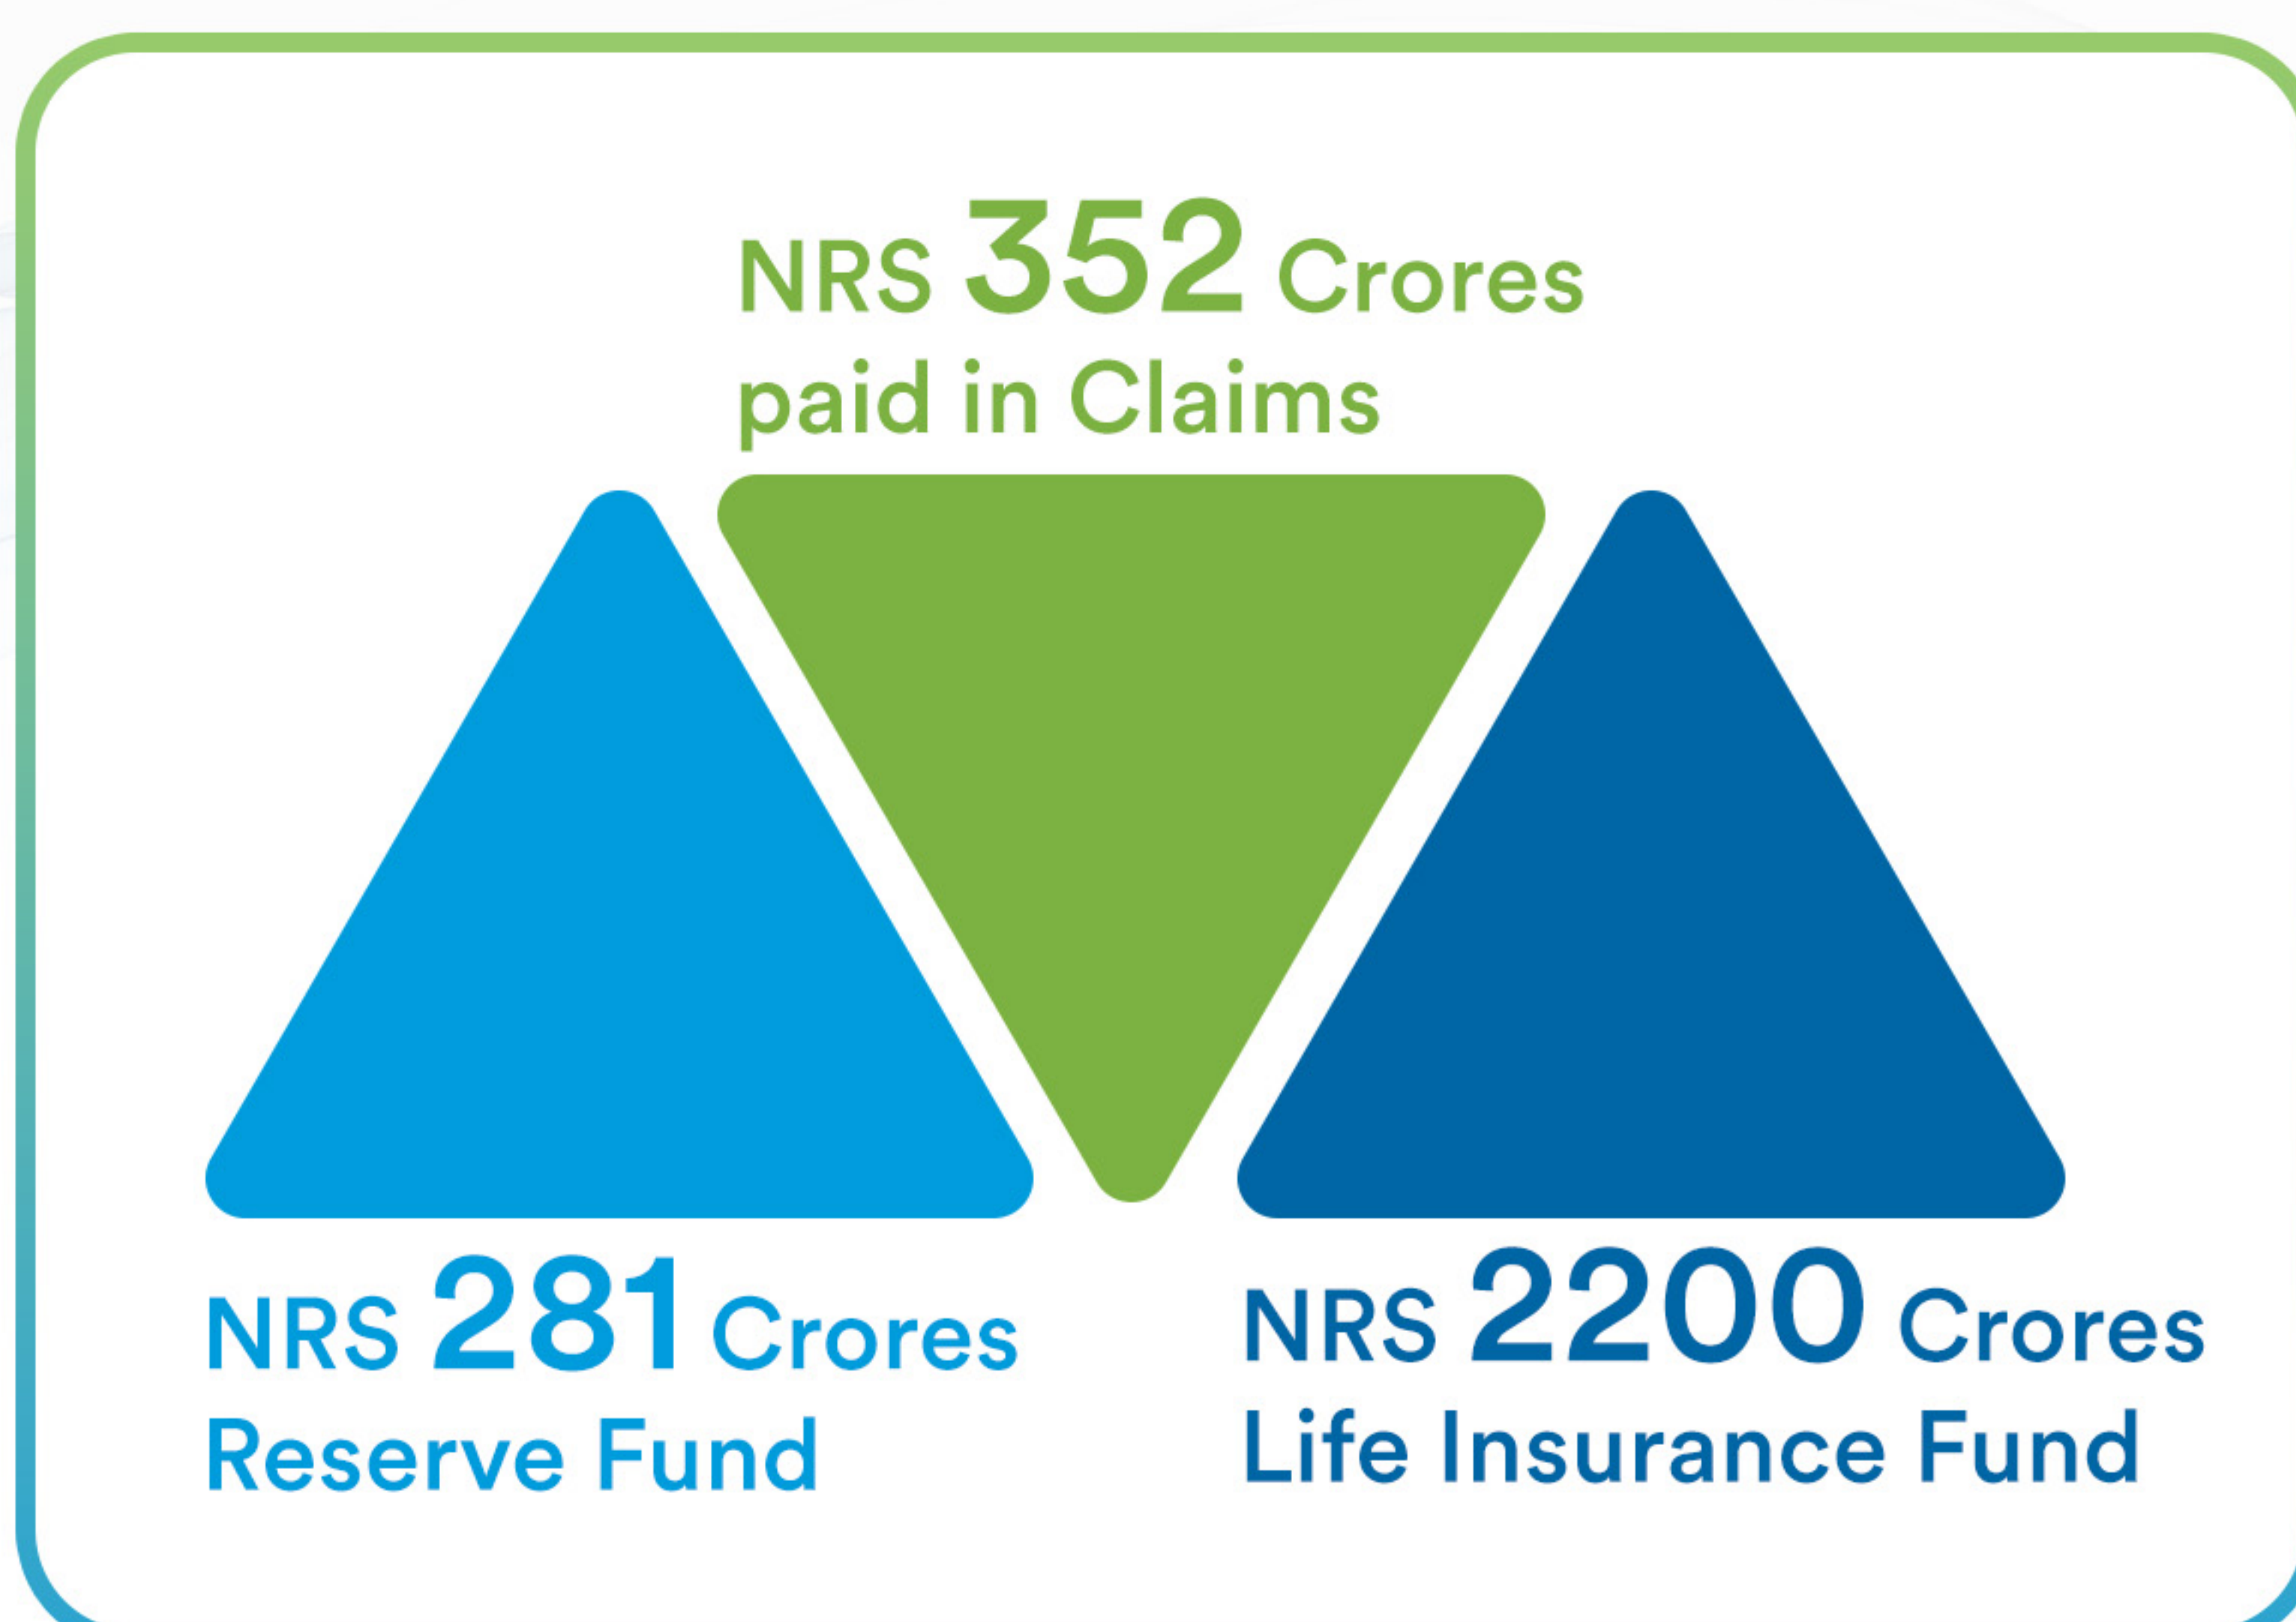 NRS 352 Crores
paid in Claims
NRS 281 Crores
Reserve Fund
NRS 2200 Crores
Life Insurance Fund